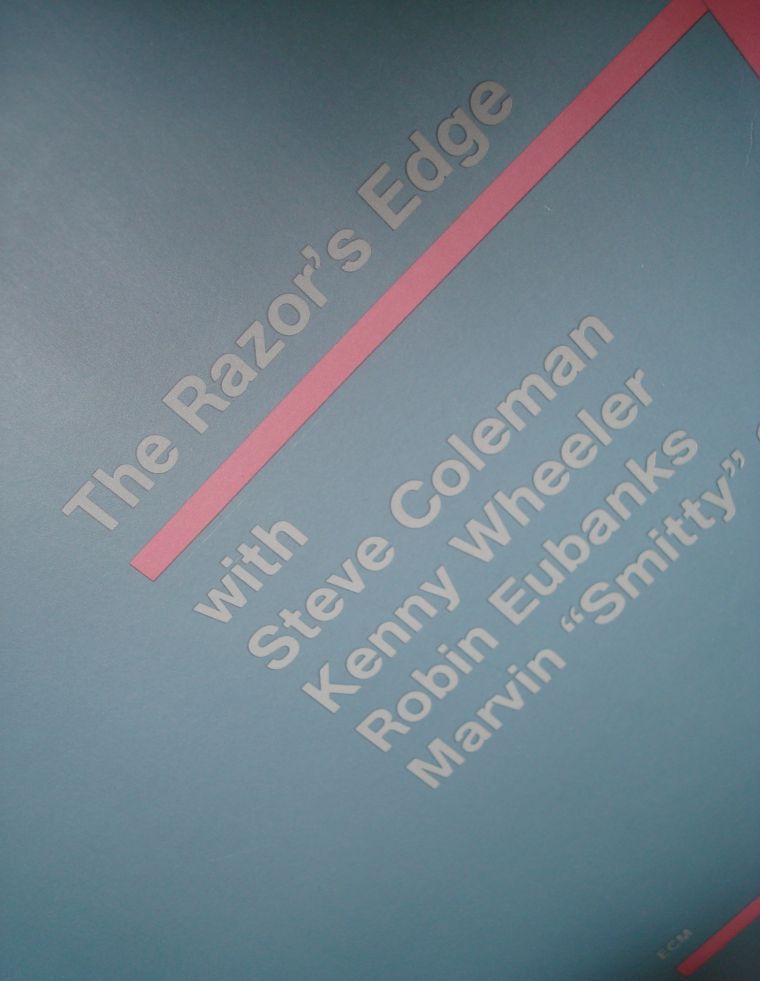 The Razor's Edge
with
Steve Coleman
Kenny Wheeler
Robin Eubanks
Marvin “Smitty”
ECM